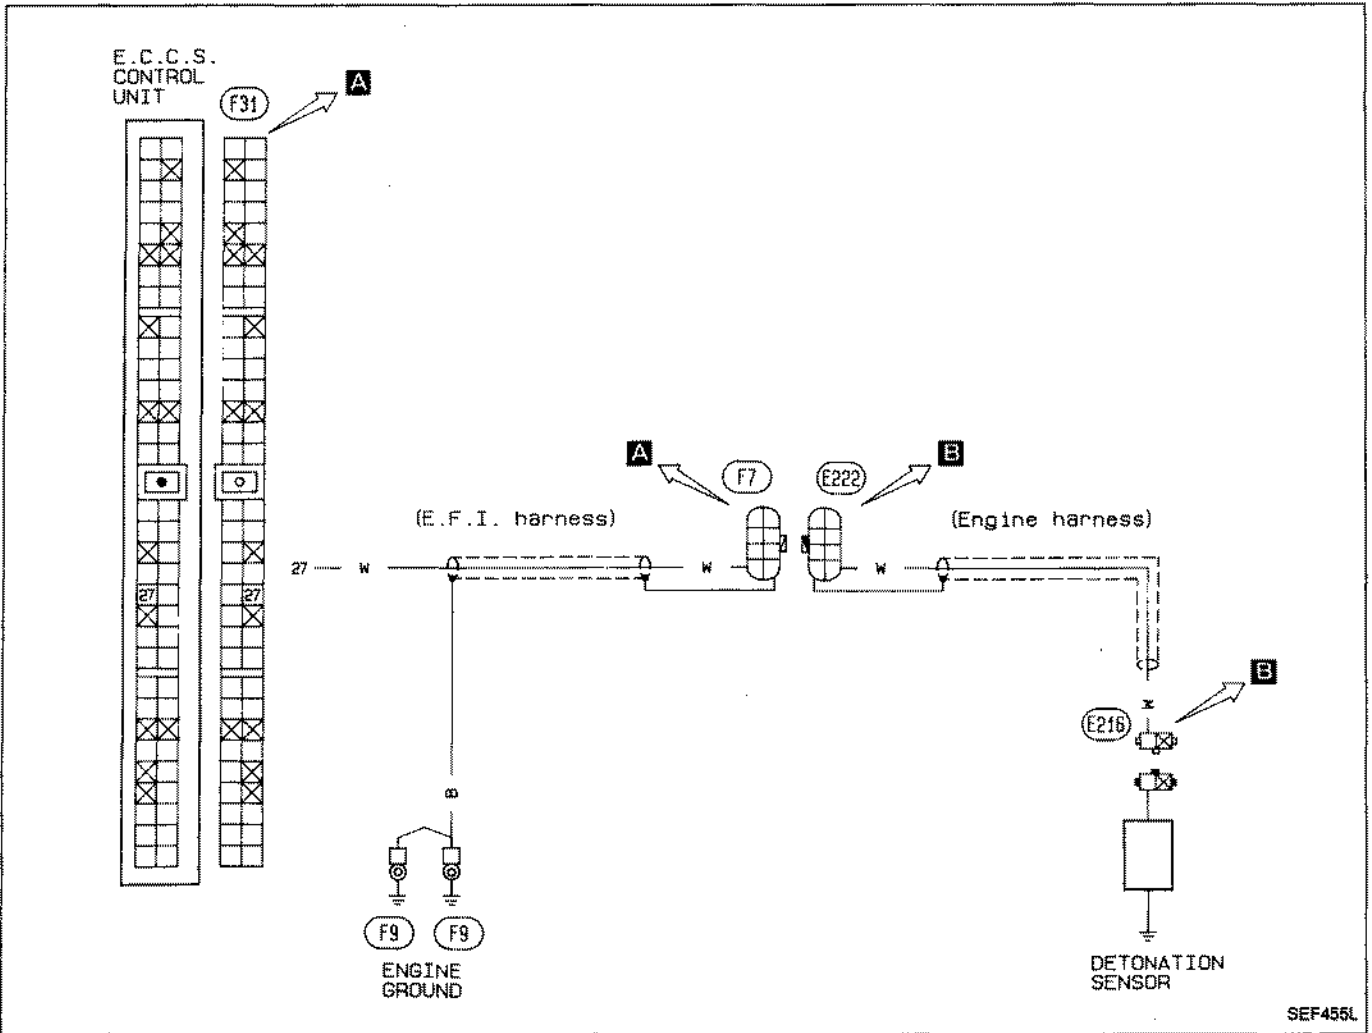 E.C.C.S.
CONTROL
UNIT
F31
A
27
27
A
F7
E222
B
(E.F.I. harness)
(Engine harness)
27
W
W
W
W
B
E216
B
F9
F9
ENGINE
GROUND
DETONATION
SENSOR
SEF455L